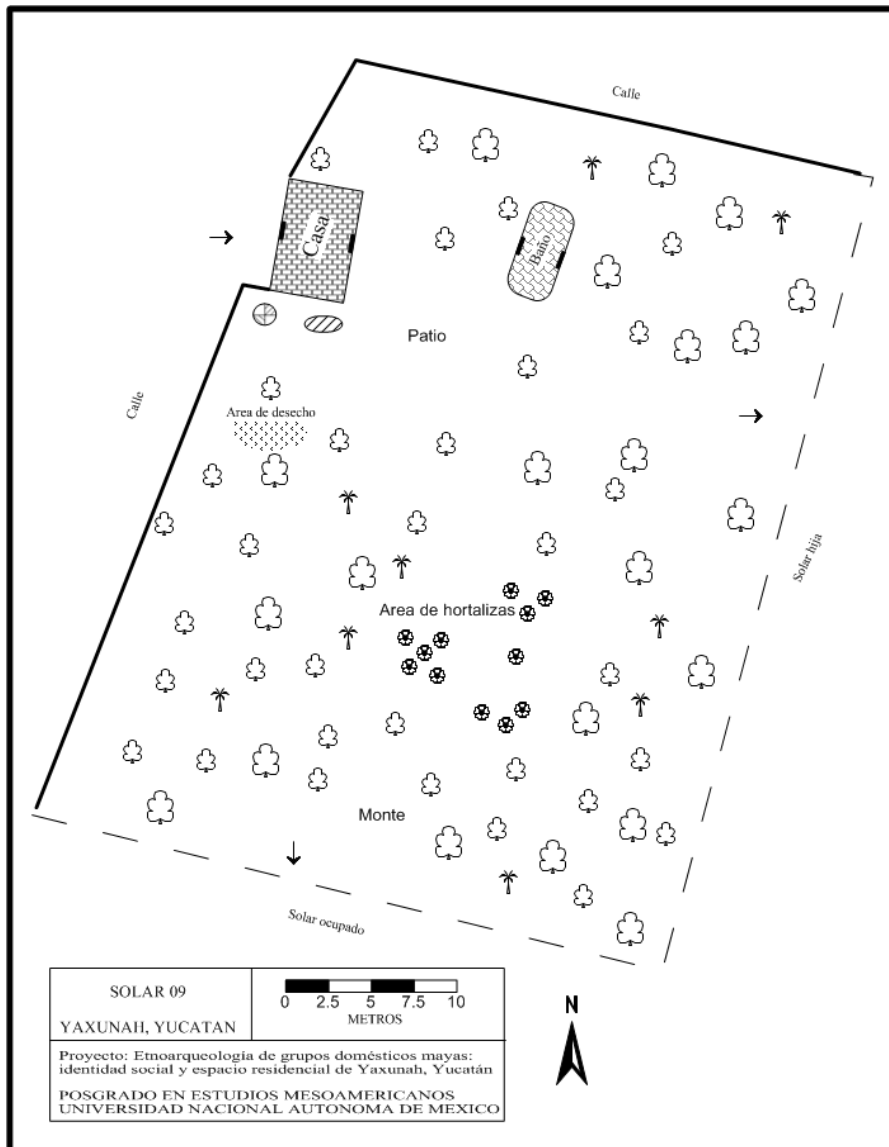 Calle
Casa
Baño
Patio
Calle
Area de desecho
Solar hija
Area de hortalizas
Monte
Solar ocupado
SOLAR 09
YAXUNAH, YUCATAN
0 2.5 5 7.5 10
METROS
N
Proyecto: Etnoarqueología de grupos domésticos mayas:
identidad social y espacio residencial de Yaxunah, Yucatán
POSGRADO EN ESTUDIOS MESOAMERICANOS
UNIVERSIDAD NACIONAL AUTONOMA DE MEXICO